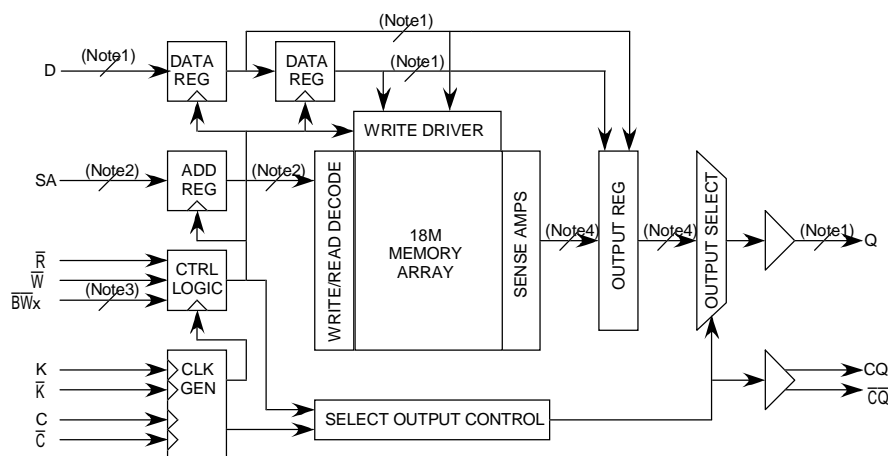 (Note1)
D
(Note1)
DATA
REG
DATA
REG
(Note1)
WRITE DRIVER
SA
(Note2)
ADD
REG
(Note2)
WRITE/READ DECODE
18M
MEMORY
ARRAY
SENSE AMPS
(Note4)
OUTPUT REG
(Note4)
OUTPUT SELECT
(Note1)
Q
R̅
W̅
B̅W̅x
(Note3)
CTRL
LOGIC
K
K̅
C
C̅
CLK
GEN
SELECT OUTPUT CONTROL
CQ
C̅Q̅